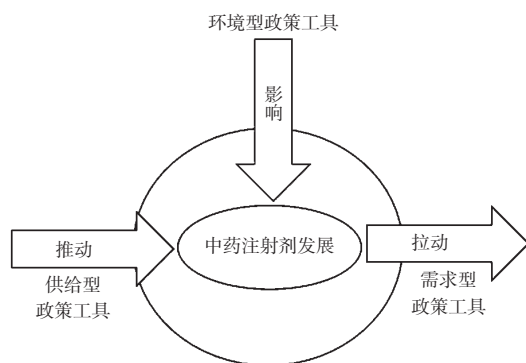 环境型政策工具
影响
中药注射剂发展
推动
供给型
政策工具
拉动
需求型
政策工具